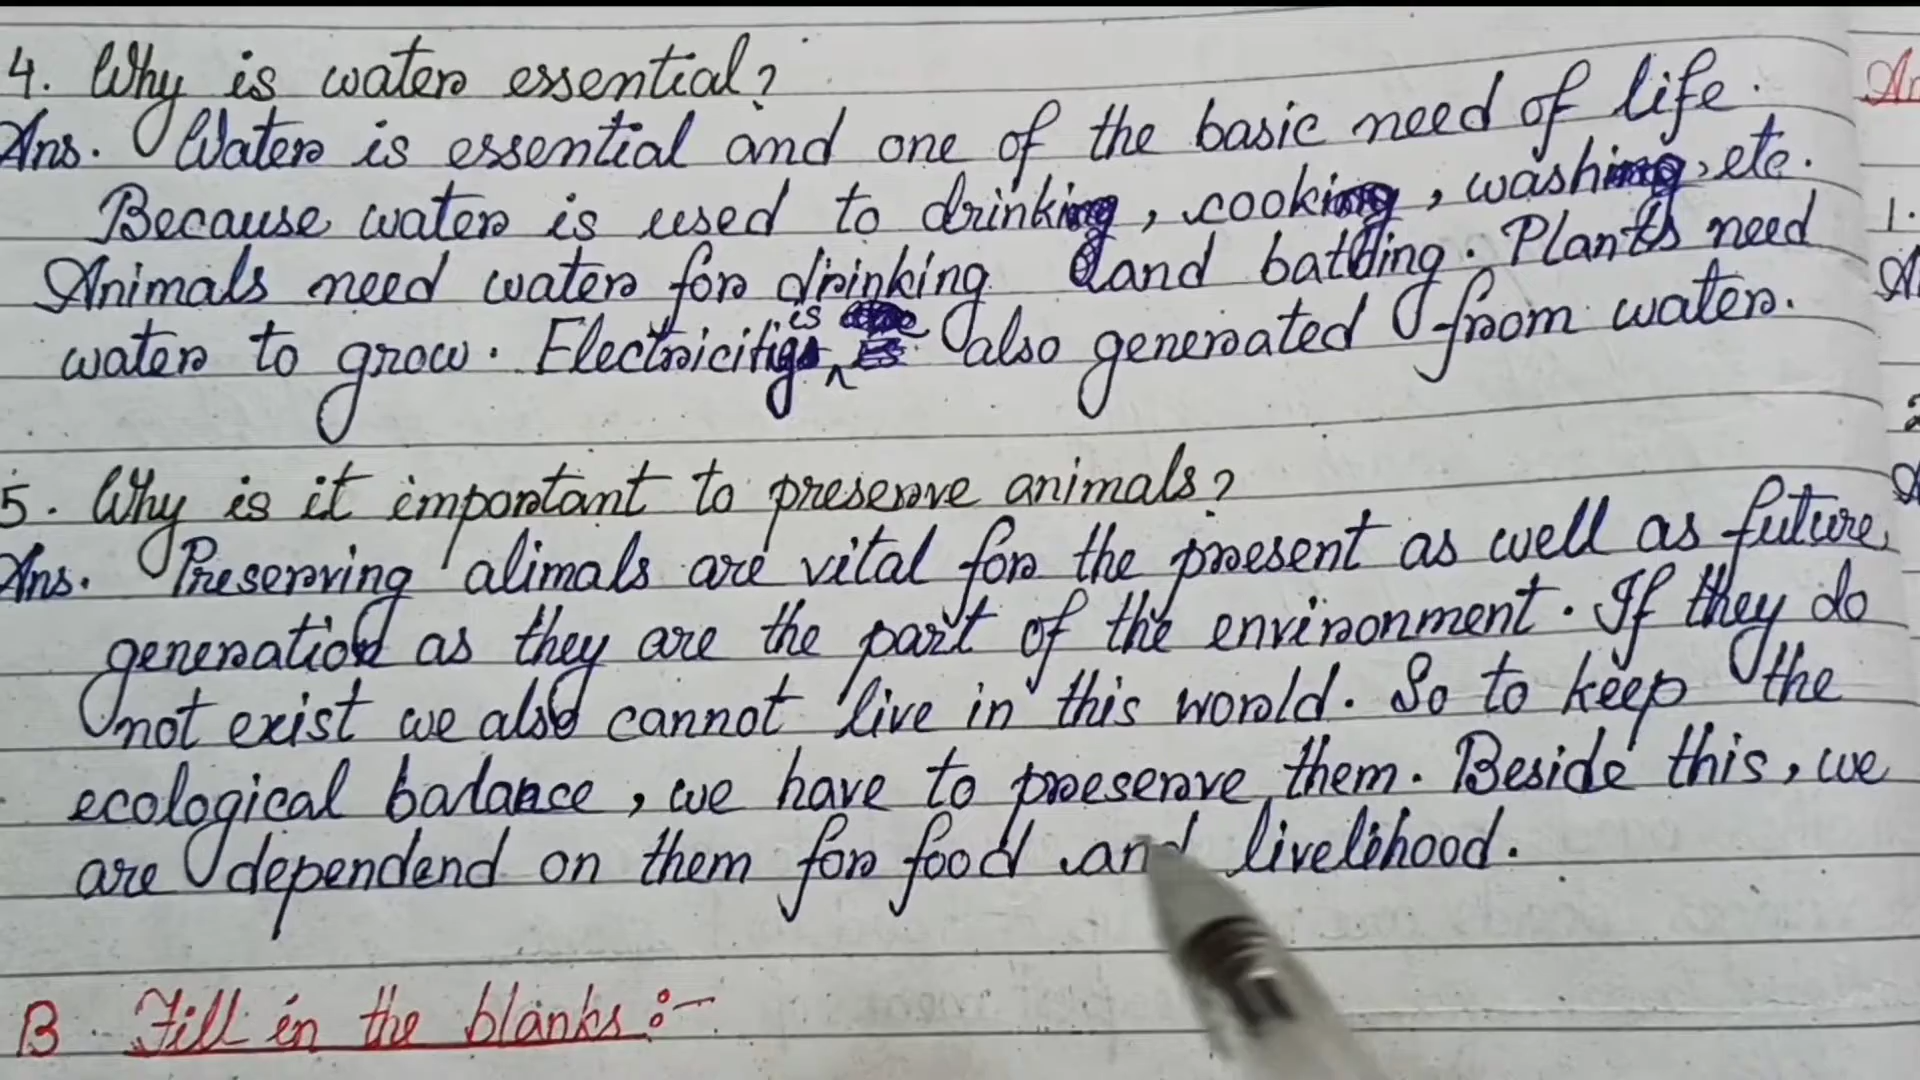 4. Why is water essential?
Ans. Water is essential and one of the basic need of life.
Because water is used to drinking, cooking, washing, etc.
Animals need water for drinking and bathing. Plants need
water to grow. Electricity is also generated from water.
5. Why is it important to preserve animals?
Ans. Preserving alimals are vital for the present as well as future
generation as they are the part of the environment. If they do
not exist we also cannot live in this world. So to keep the
ecological balance, we have to preserve them. Beside this, we
are dependend on them for food and livelihood.
B. Fill in the blanks:-
An
1.
A
2